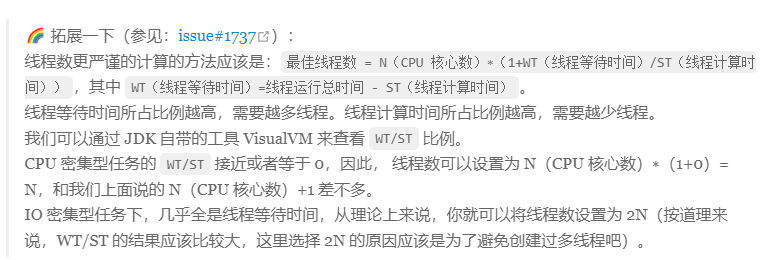 🌈 拓展一下（参见：issue#1737）：
线程数更严谨的计算的方法应该是：最佳线程数 = N（CPU 核心数）*（1+WT（线程等待时间）/ST（线程计算时
间）），其中 WT（线程等待时间）=线程运行总时间 - ST（线程计算时间）。
线程等待时间所占比例越高，需要越多线程。线程计算时间所占比例越高，需要越少线程。
我们可以通过 JDK 自带的工具 VisualVM 来查看 WT/ST 比例。
CPU 密集型任务的 WT/ST 接近或者等于 0，因此， 线程数可以设置为 N（CPU 核心数）*（1+0）=
N，和我们上面说的 N（CPU 核心数）+1 差不多。
IO 密集型任务下，几乎全是线程等待时间，从理论上来说，你就可以将线程数设置为 2N（按道理来
说，WT/ST 的结果应该比较大，这里选择 2N 的原因应该是为了避免创建过多线程吧）。